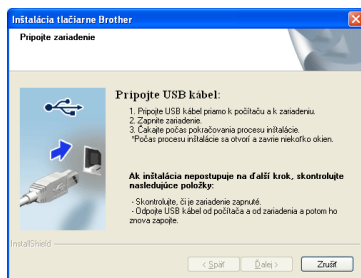 Inštalácia tlačiarne Brother
Pripojte zariadenie
Pripojte USB kábel:
1. Pripojte USB kábel priamo k počítaču a k zariadeniu.
2. Zapnite zariadenie.
3. Čakajte počas pokračovania procesu inštalácie.
*Počas procesu inštalácie sa otvorí a zavrie niekoľko okien.
Ak inštalácia nepostupuje na ďalší krok, skontrolujte
nasledujúce položky:
- Skontrolujte, či je zariadenie zapnuté.
- Odpojte USB kábel od počítača a od zariadenia a potom ho
znova zapojte.
InstallShield
< Späť
Ďalej >
Zrušiť